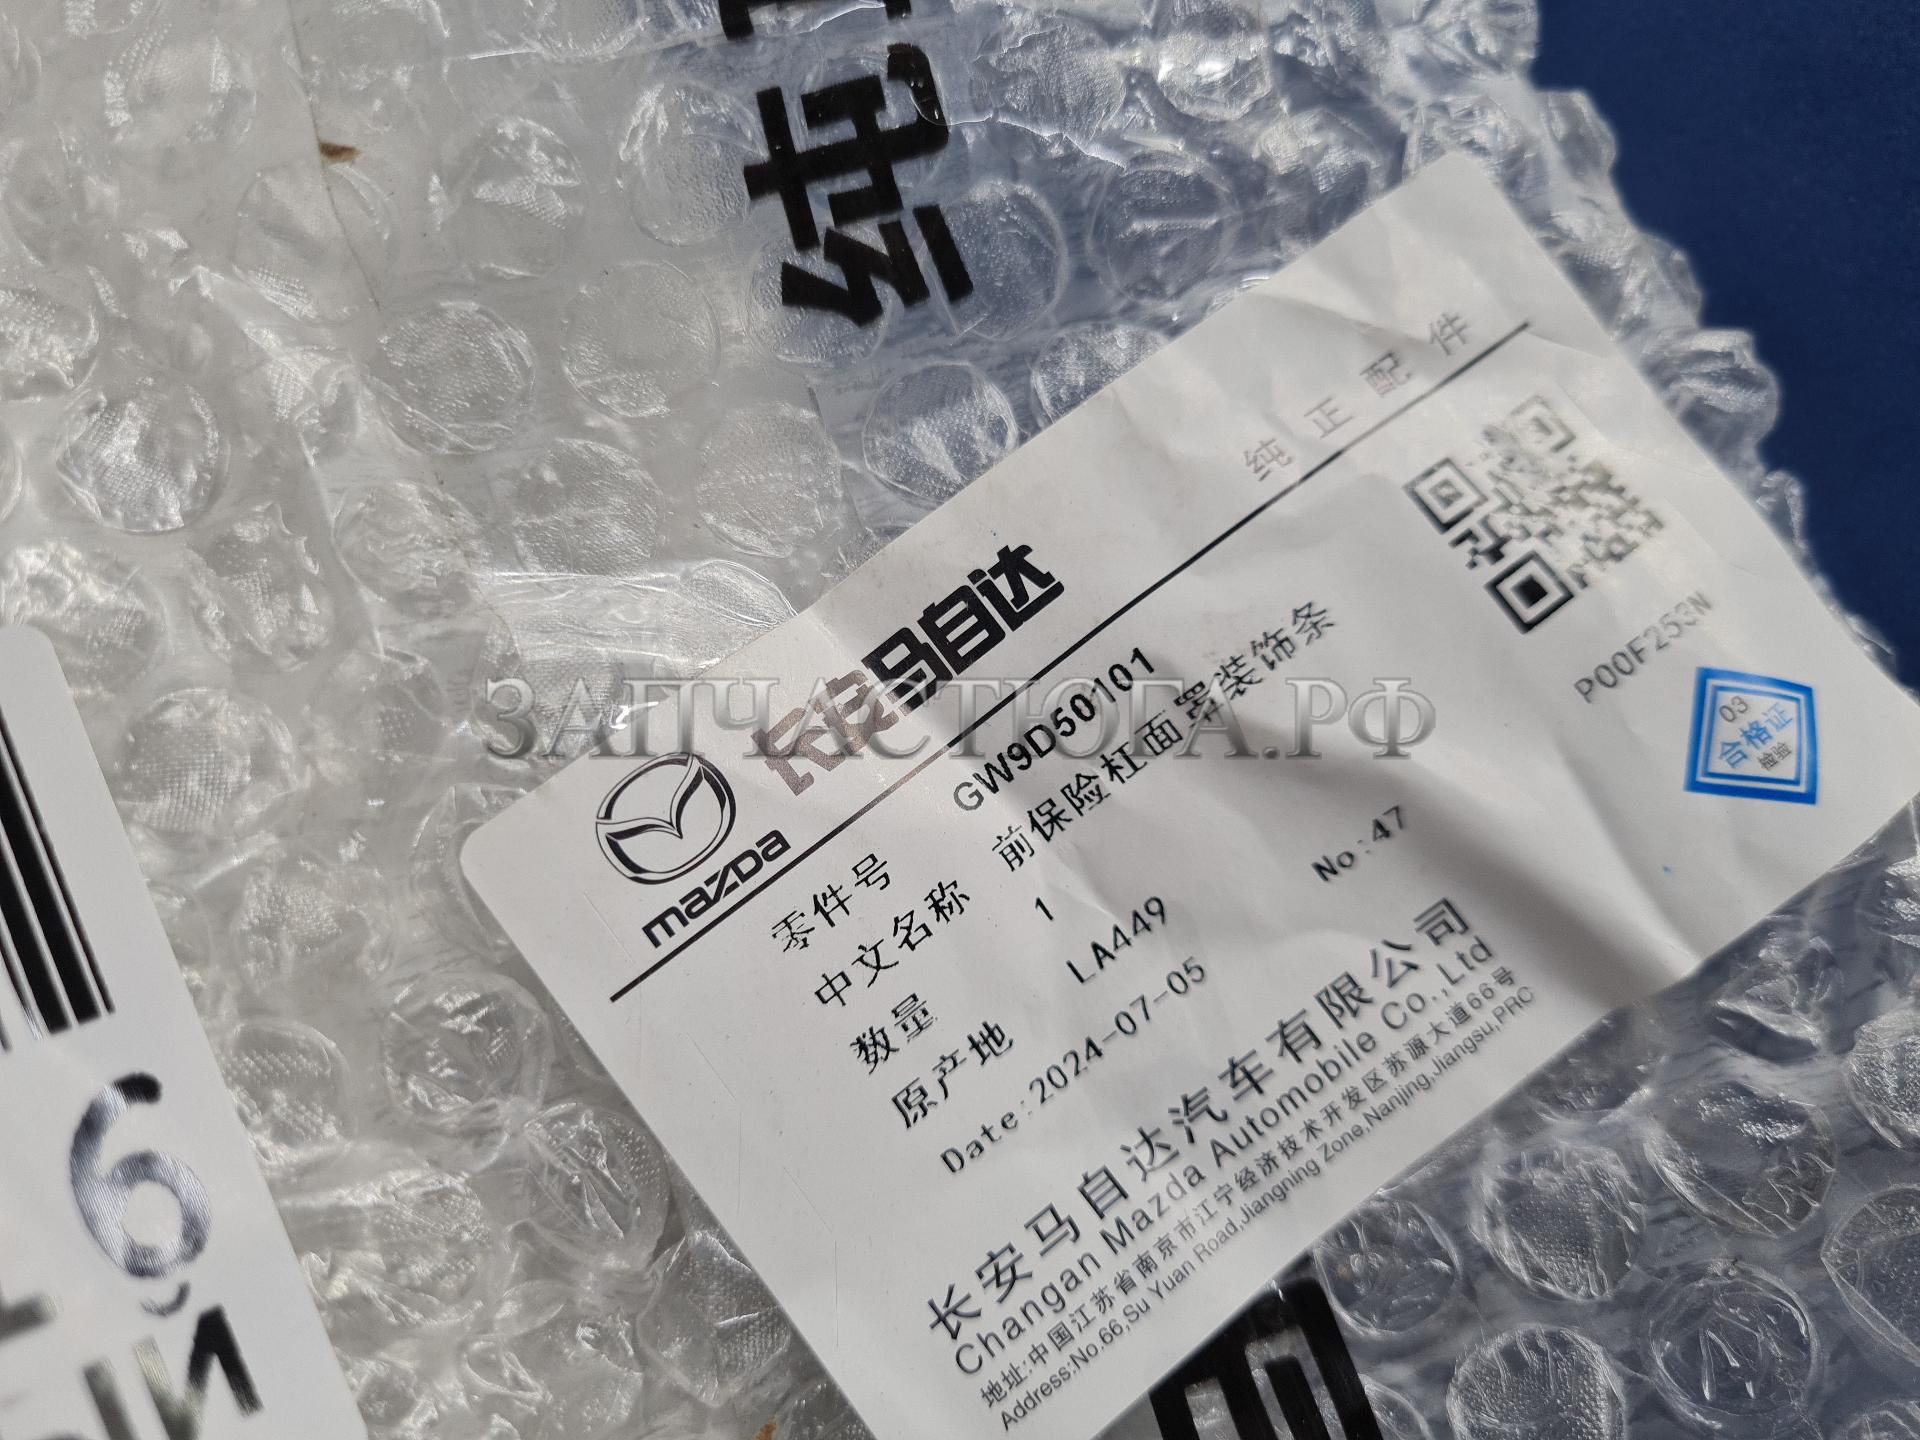 纯正
纯 正 配 件
长安马自达
mazda
零件号 GW9D50101
中文名称 前保险杠面罩装饰条
数量 1
原产地 LA449 No:47
Date:2024-07-05
P00F253N
03
合格证
检验
长安马自达汽车有限公司
Changan Mazda Automobile Co.,Ltd
地址:中国江苏省南京市江宁经济技术开发区苏源大道66号
Address:No.66,Su Yuan Road,Jiangning Zone,Nanjing,Jiangsu,PRC
ЗАПЧАСТЮГА.РФ
6